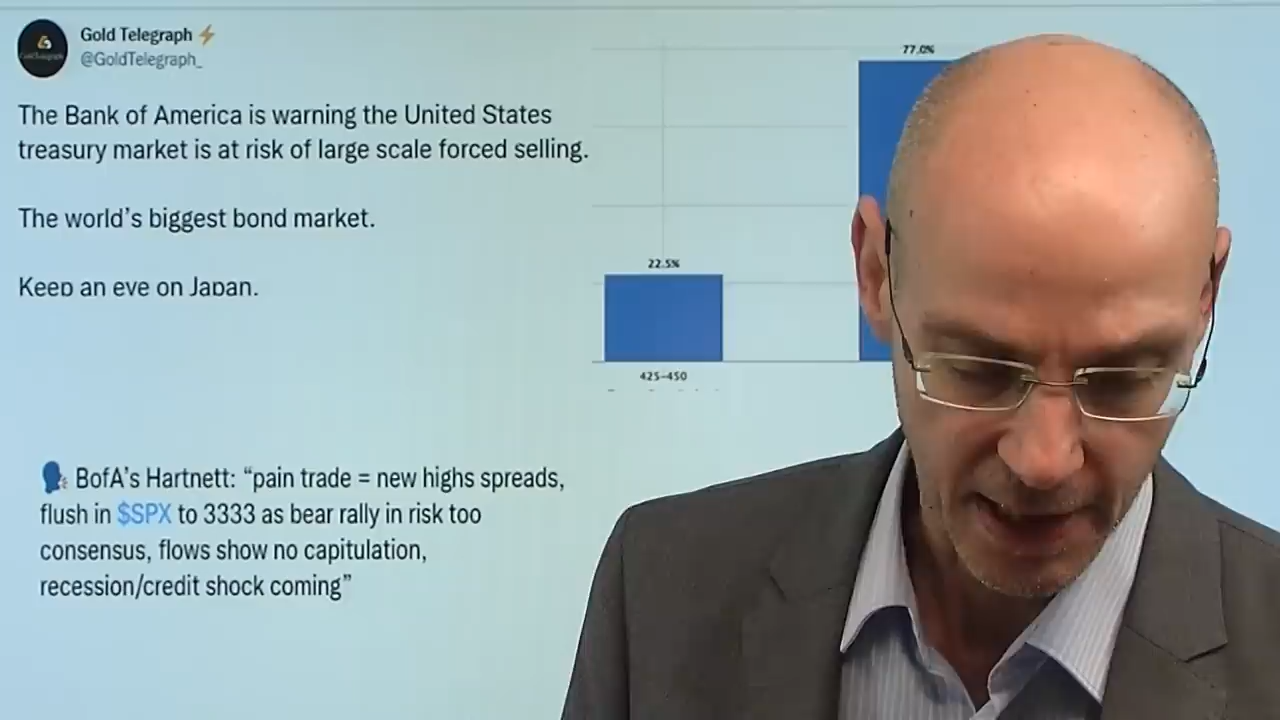 Gold Telegraph ⚡
@GoldTelegraph_
The Bank of America is warning the United States
treasury market is at risk of large scale forced selling.
The world's biggest bond market.
Keep an eye on Japan.
77.0%
22.5%
425-450
🗣 BofA's Hartnett: “pain trade = new highs spreads,
flush in $SPX to 3333 as bear rally in risk too
consensus, flows show no capitulation,
recession/credit shock coming”